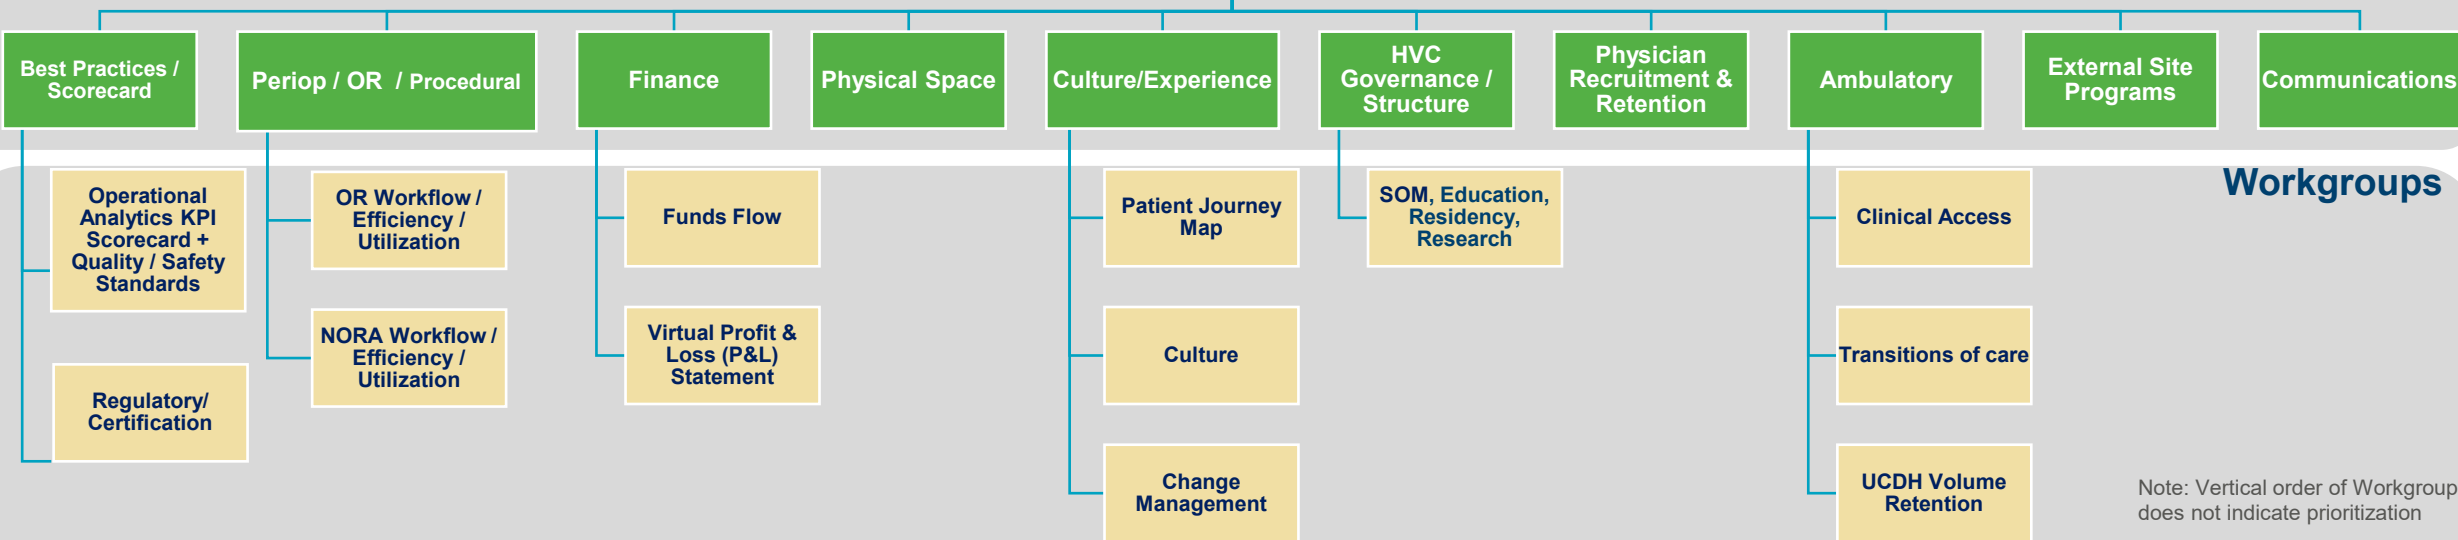 Best Practices /
Scorecard
Periop / OR / Procedural
Finance
Physical Space
Culture/Experience
HVC
Governance /
Structure
Physician
Recruitment &
Retention
Ambulatory
External Site
Programs
Communications
Workgroups
Operational
Analytics KPI
Scorecard +
Quality / Safety
Standards
Regulatory/
Certification
OR Workflow /
Efficiency /
Utilization
NORA Workflow /
Efficiency /
Utilization
Funds Flow
Virtual Profit &
Loss (P&L)
Statement
Patient Journey
Map
Culture
Change
Management
SOM, Education,
Residency,
Research
Clinical Access
Transitions of care
UCDH Volume
Retention
Note: Vertical order of Workgroup
does not indicate prioritization